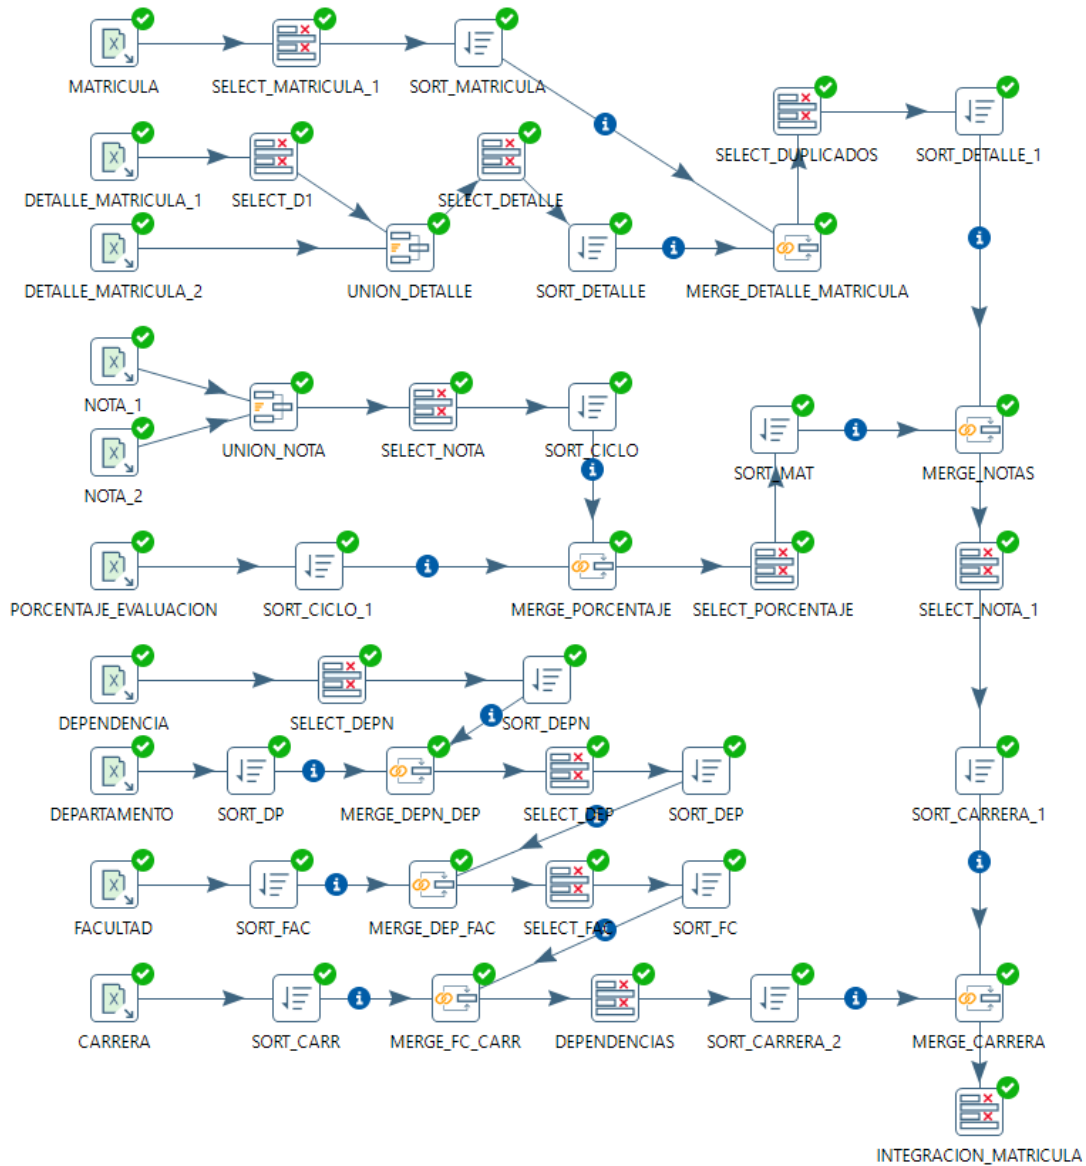 MATRICULA
SELECT_MATRICULA_1
SORT_MATRICULA
SELECT_DUPLICADOS
SORT_DETALLE_1
DETALLE_MATRICULA_1
SELECT_D1
SELECT_DETALLE
DETALLE_MATRICULA_2
UNION_DETALLE
SORT_DETALLE
MERGE_DETALLE_MATRICULA
NOTA_1
UNION_NOTA
SELECT_NOTA
SORT_CICLO
SORT_MAT
MERGE_NOTAS
NOTA_2
PORCENTAJE_EVALUACION
SORT_CICLO_1
MERGE_PORCENTAJE
SELECT_PORCENTAJE
SELECT_NOTA_1
DEPENDENCIA
SELECT_DEPN
SORT_DEPN
DEPARTAMENTO
SORT_DP
MERGE_DEPN_DEP
SELECT_DEP
SORT_DEP
SORT_CARRERA_1
FACULTAD
SORT_FAC
MERGE_DEP_FAC
SELECT_FAC
SORT_FC
CARRERA
SORT_CARR
MERGE_FC_CARR
DEPENDENCIAS
SORT_CARRERA_2
MERGE_CARRERA
INTEGRACION_MATRICULA